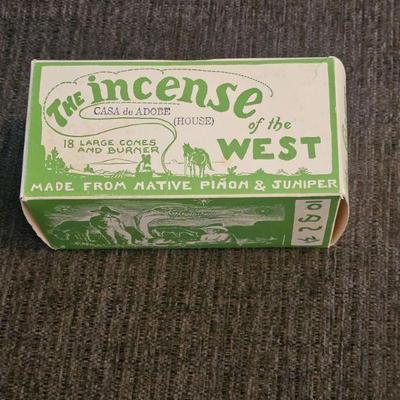 THE incense
CASA de ADOBE
(HOUSE)
of the
18 LARGE CONES
AND BURNER
WEST
MADE FROM NATIVE PIÑON & JUNIPER